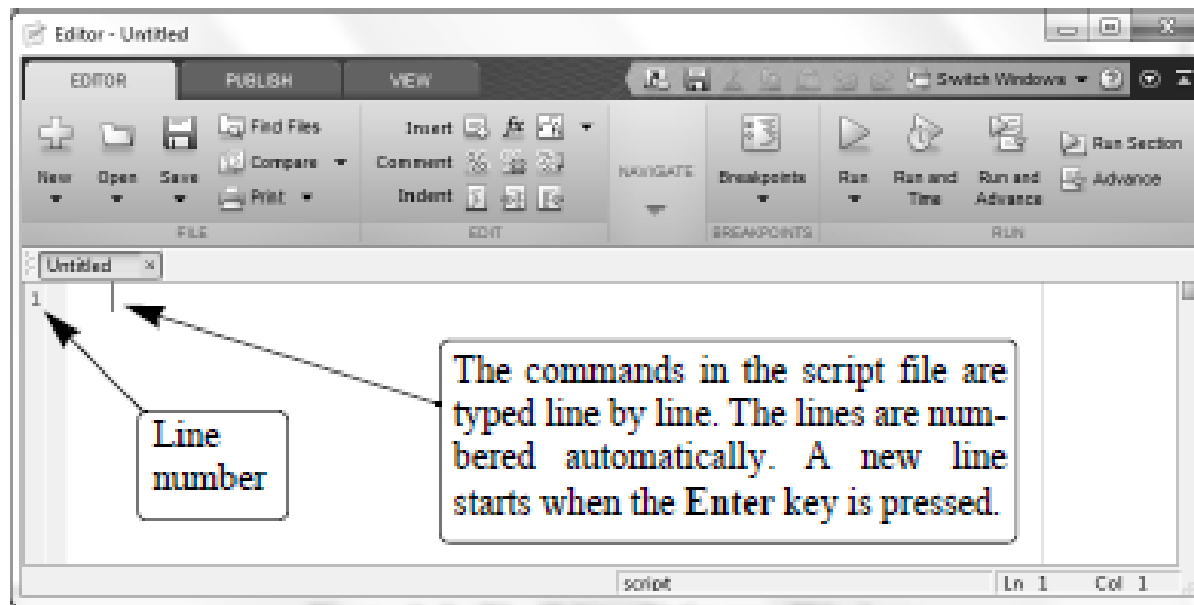 Editor - Untitled
EDITOR PUBLISH VIEW
Switch Windows
New Open Save
Find Files
Compare
Print
FILE
Insert fx
Comment
Indent
EDIT
NAVIGATE
Breakpoints
BREAKPOINTS
Run
Run and
Time
Run and
Advance
Run Section
Advance
RUN
Untitled
1
Line
number
The commands in the script file are
typed line by line. The lines are num-
bered automatically. A new line
starts when the Enter key is pressed.
script Ln 1 Col 1